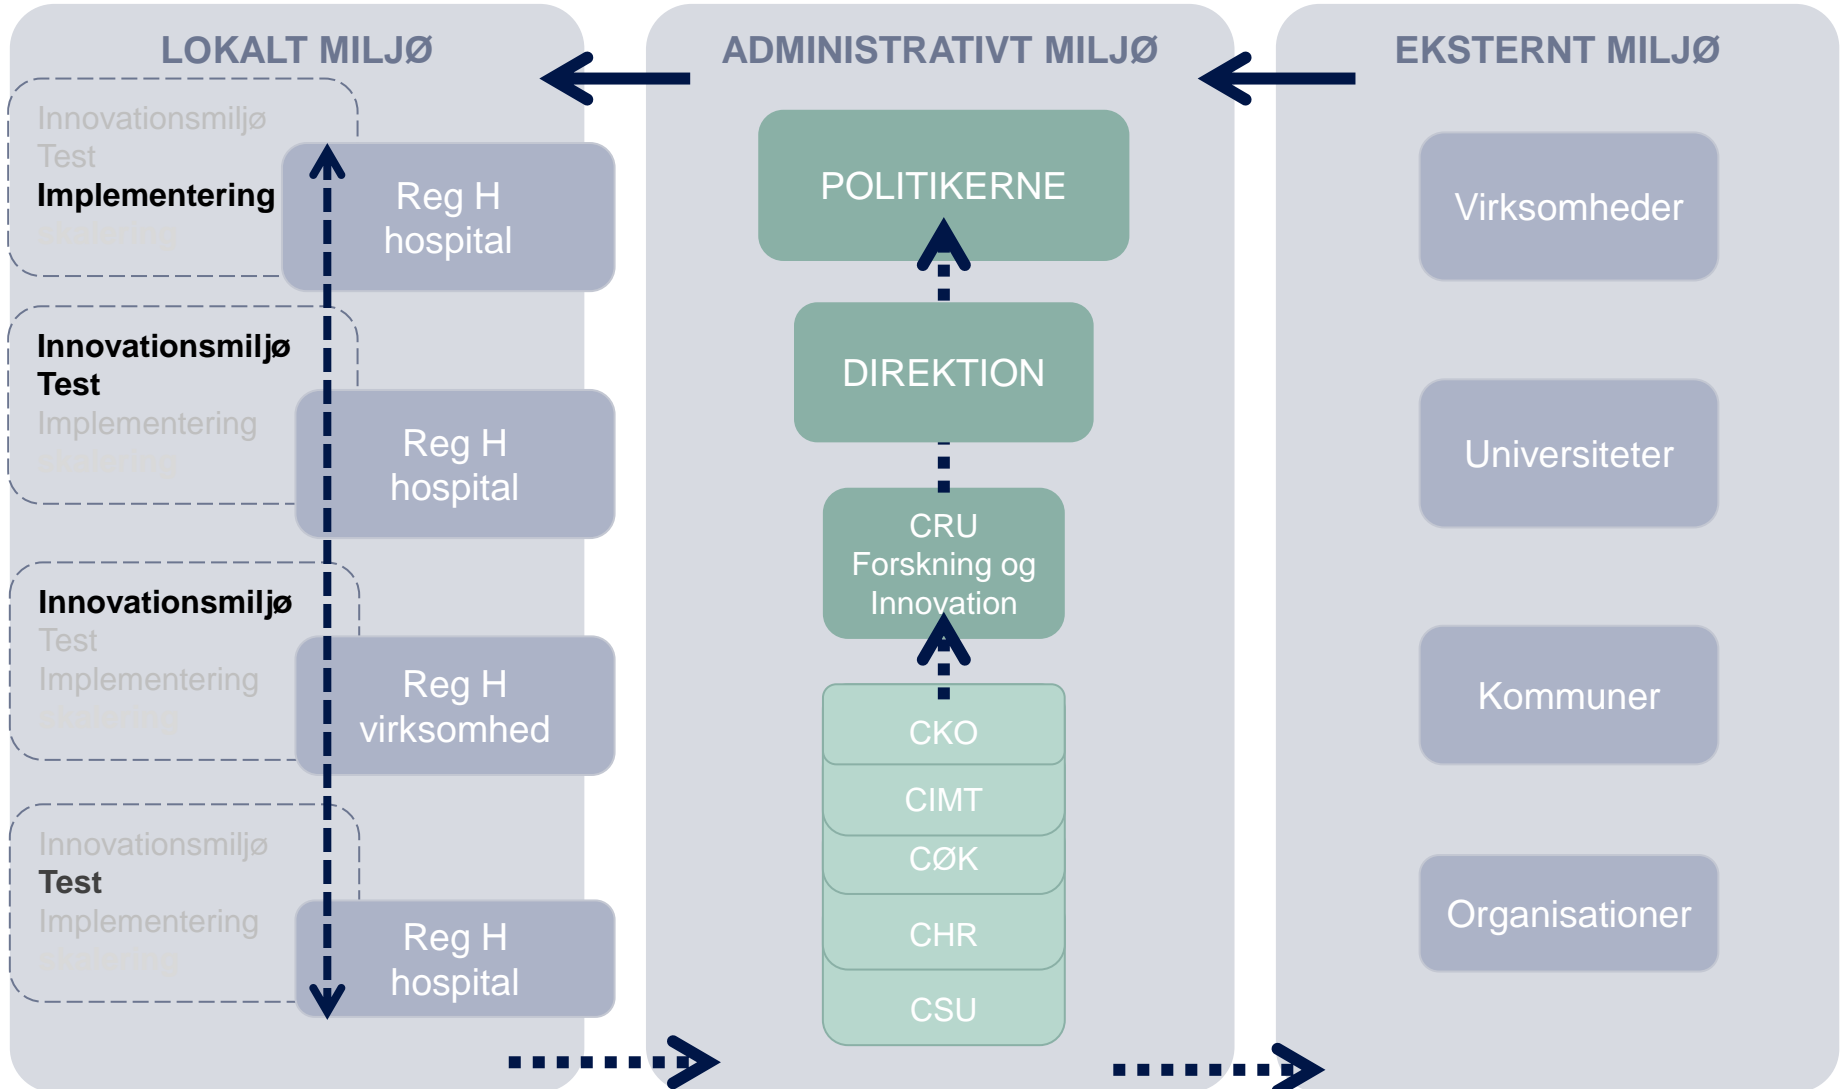 LOKALT MILJØ
Innovationsmiljø
Test
Implementering
Reg H
hospital
Innovationsmiljø
Test
Implementering
Reg H
hospital
Innovationsmiljø
Test
Implementering
Reg H
virksomhed
Innovationsmiljø
Test
Implementering
Reg H
hospital
ADMINISTRATIVT MILJØ
POLITIKERNE
DIREKTION
CRU
Forskning og
Innovation
CKO
CIMT
CØK
CHR
CSU
EKSTERNT MILJØ
Virksomheder
Universiteter
Kommuner
Organisationer